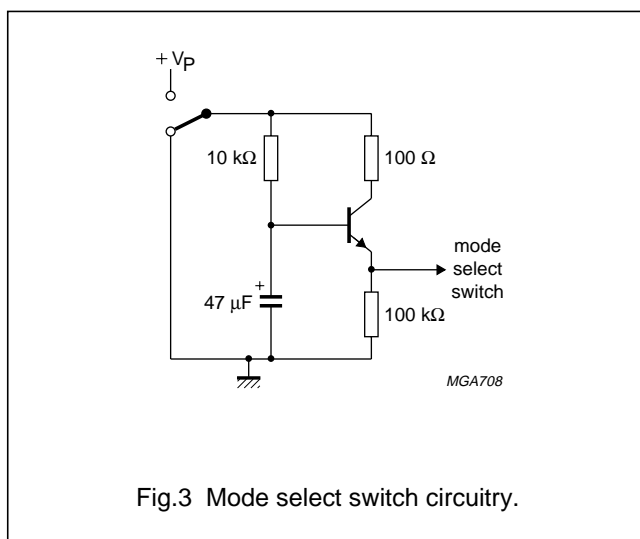 + VP
10 kΩ
100 Ω
mode
select
switch
+
47 µF
100 kΩ
MGA708
Fig.3 Mode select switch circuitry.